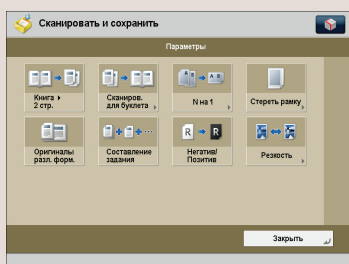 Сканировать и сохранить
Параметры
Книга
2 стр.
Сканиров.
для буклета
N на 1
Стереть рамку
Оригиналы
разл. форм.
Составление
задания
Негатив/
Позитив
Резкость
Закрыть